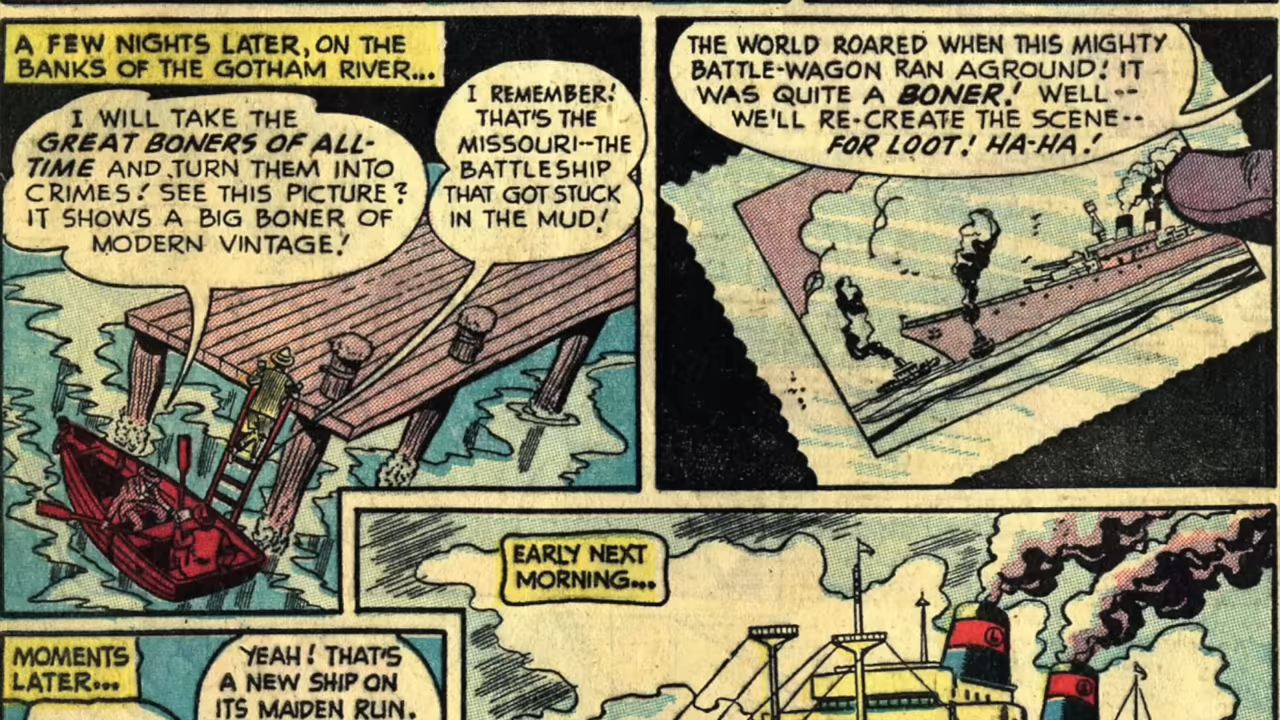 A FEW NIGHTS LATER, ON THE
BANKS OF THE GOTHAM RIVER...
I WILL TAKE THE
GREAT BONERS OF ALL-
TIME AND TURN THEM INTO
CRIMES! SEE THIS PICTURE?
IT SHOWS A BIG BONER OF
MODERN VINTAGE!
I REMEMBER!
THAT'S THE
MISSOURI--THE
BATTLESHIP
THAT GOT STUCK
IN THE MUD!
THE WORLD ROARED WHEN THIS MIGHTY
BATTLE-WAGON RAN AGROUND! IT
WAS QUITE A BONER! WELL--
WE'LL RE-CREATE THE SCENE--
FOR LOOT! HA-HA!
EARLY NEXT
MORNING...
MOMENTS
LATER...
YEAH! THAT'S
A NEW SHIP ON
ITS MAIDEN RUN.